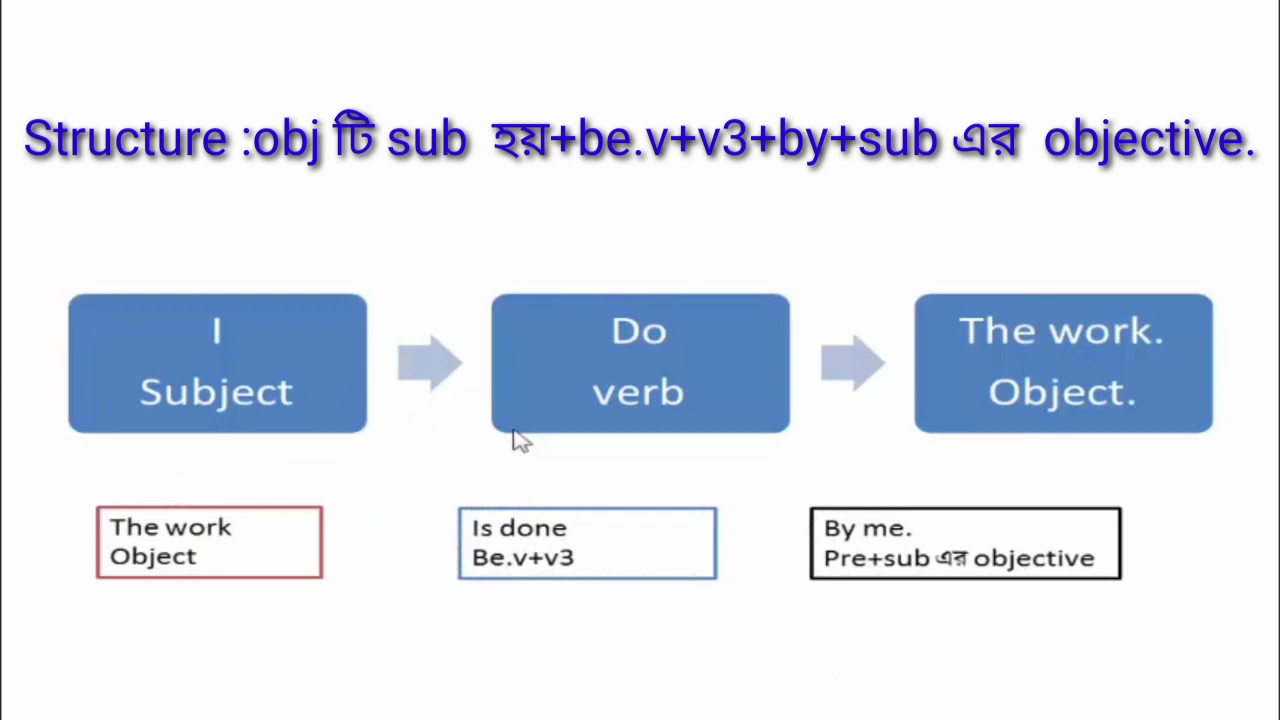 Structure :obj টি sub হয়+be.v+v3+by+sub এর objective.
I
Subject
Do
verb
The work.
Object.
The work
Object
Is done
Be.v+v3
By me.
Pre+sub এর objective